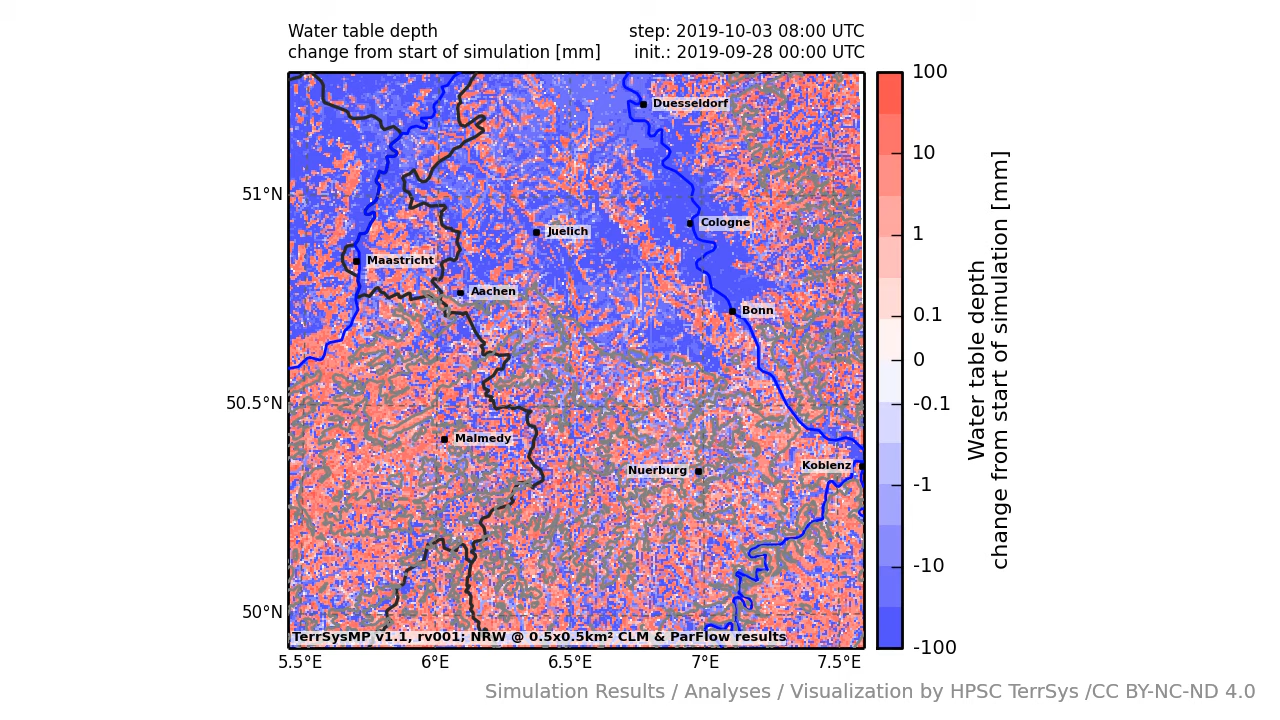 Water table depth
change from start of simulation [mm]
step: 2019-10-03 08:00 UTC
init.: 2019-09-28 00:00 UTC
100
10
1
0.1
0
-0.1
-1
-10
-100
Water table depth
change from start of simulation [mm]
51°N
50.5°N
50°N
Duesseldorf
Cologne
Juelich
Maastricht
Aachen
Bonn
Malmedy
Nuerburg
Koblenz
TerrSysMP v1.1, rv001; NRW @ 0.5x0.5km² CLM & ParFlow results
5.5°E
6°E
6.5°E
7°E
7.5°E
Simulation Results / Analyses / Visualization by HPSC TerrSys /CC BY-NC-ND 4.0